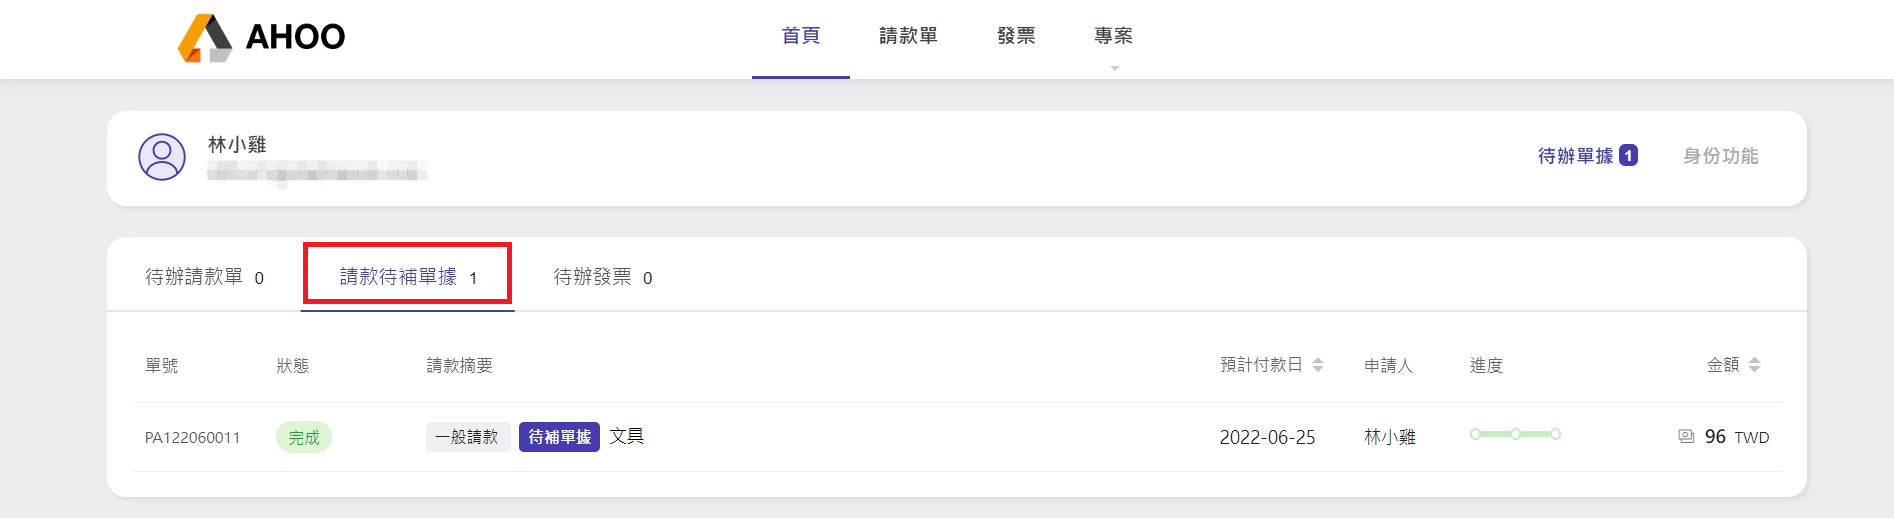 AHOO
首頁 請款單 發票 專案
林小雞
待辦單據 1 身份功能
待辦請款單 0 請款待補單據 1 待辦發票 0
單號 狀態 請款摘要 預計付款日 申請人 進度 金額
PA122060011 完成 一般請款 待補單據 文具 2022-06-25 林小雞 96 TWD